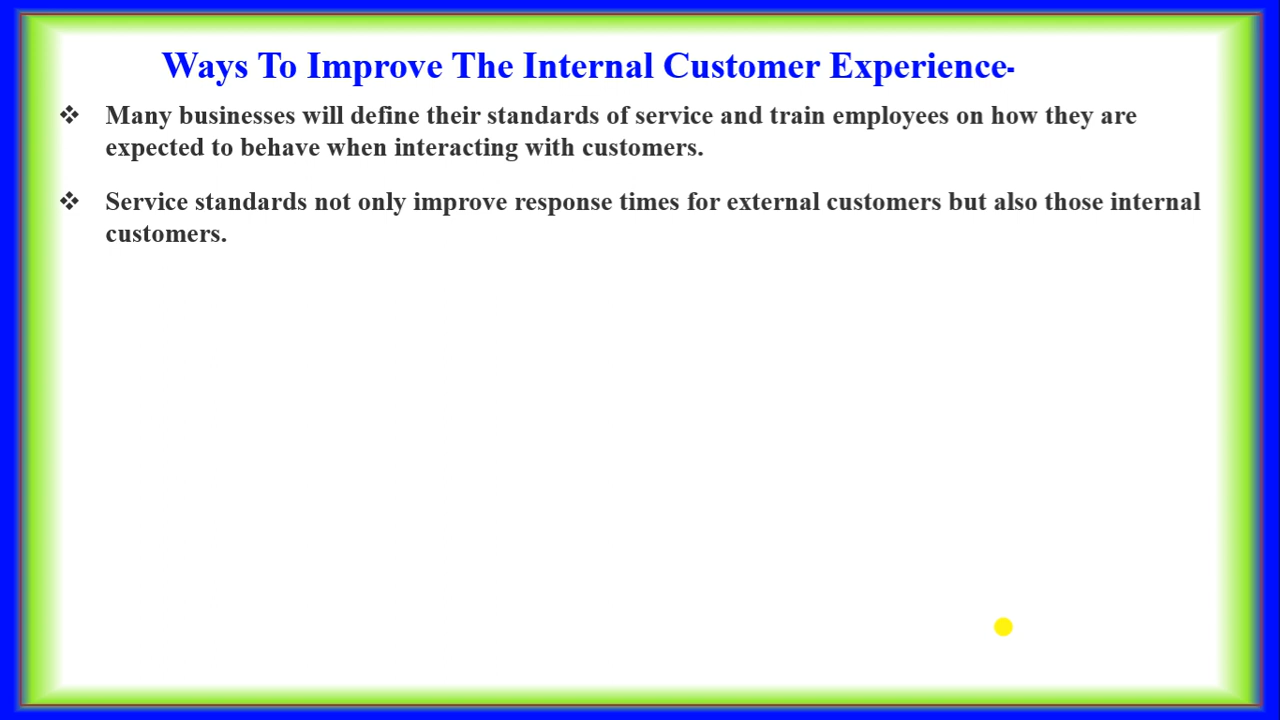 Ways To Improve The Internal Customer Experience-
❖ Many businesses will define their standards of service and train employees on how they are
expected to behave when interacting with customers.
❖ Service standards not only improve response times for external customers but also those internal
customers.